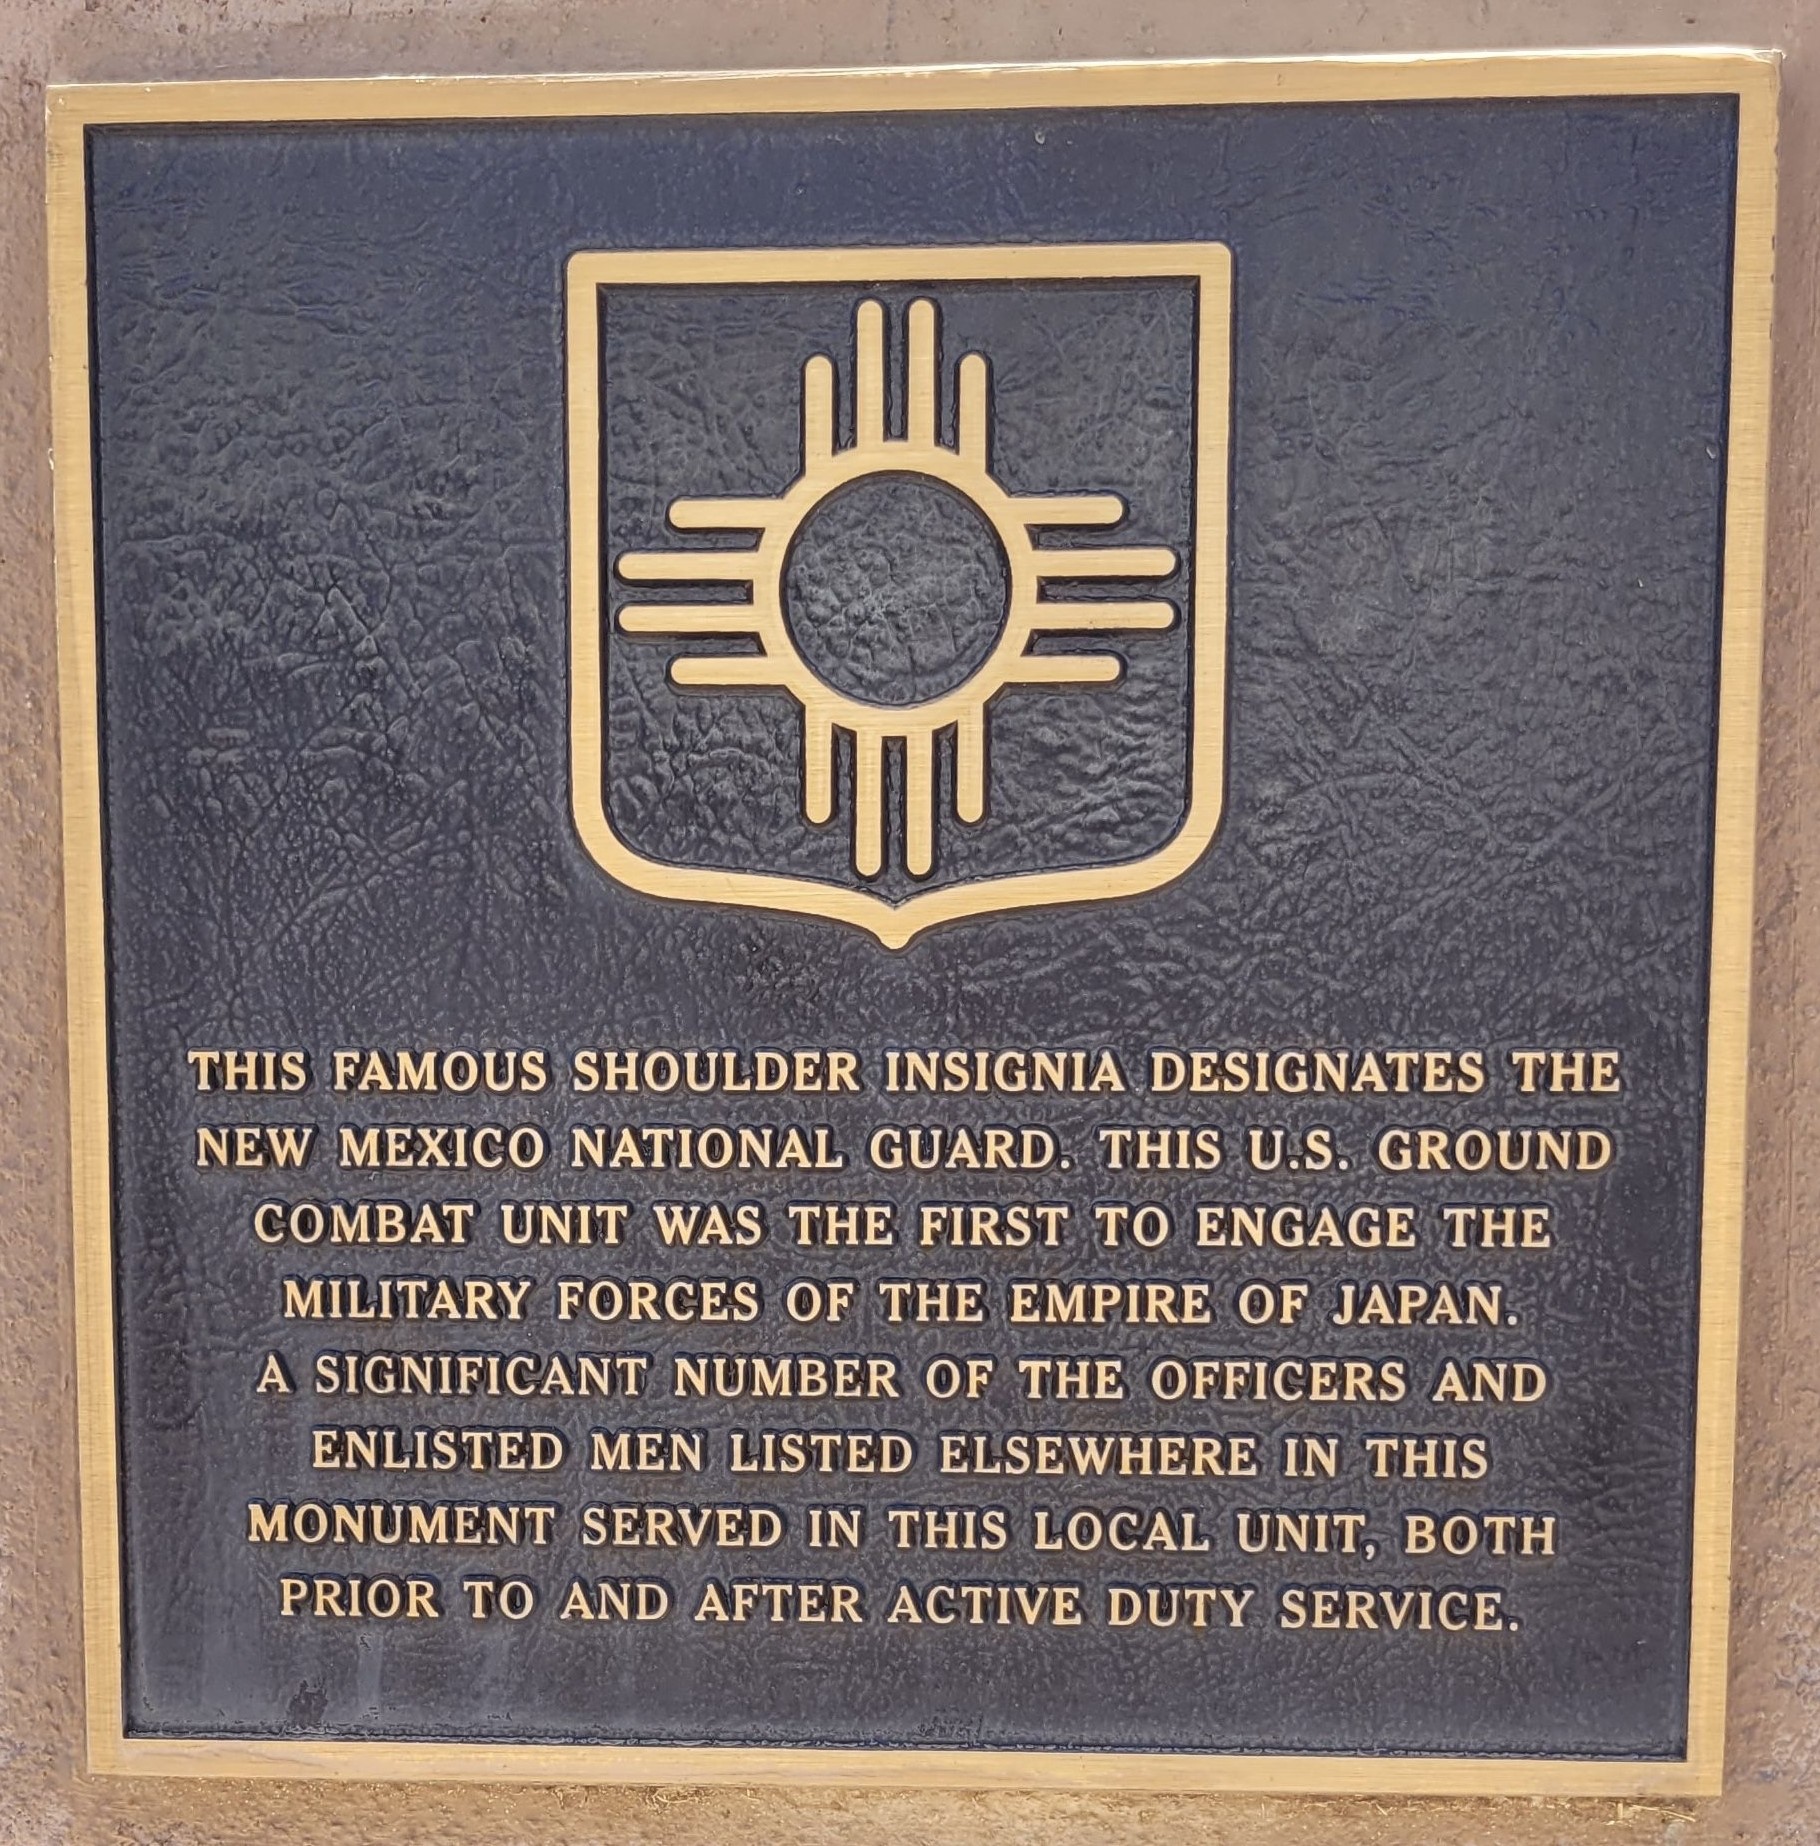 THIS FAMOUS SHOULDER INSIGNIA DESIGNATES THE
NEW MEXICO NATIONAL GUARD. THIS U.S. GROUND
COMBAT UNIT WAS THE FIRST TO ENGAGE THE
MILITARY FORCES OF THE EMPIRE OF JAPAN.
A SIGNIFICANT NUMBER OF THE OFFICERS AND
ENLISTED MEN LISTED ELSEWHERE IN THIS
MONUMENT SERVED IN THIS LOCAL UNIT, BOTH
PRIOR TO AND AFTER ACTIVE DUTY SERVICE.